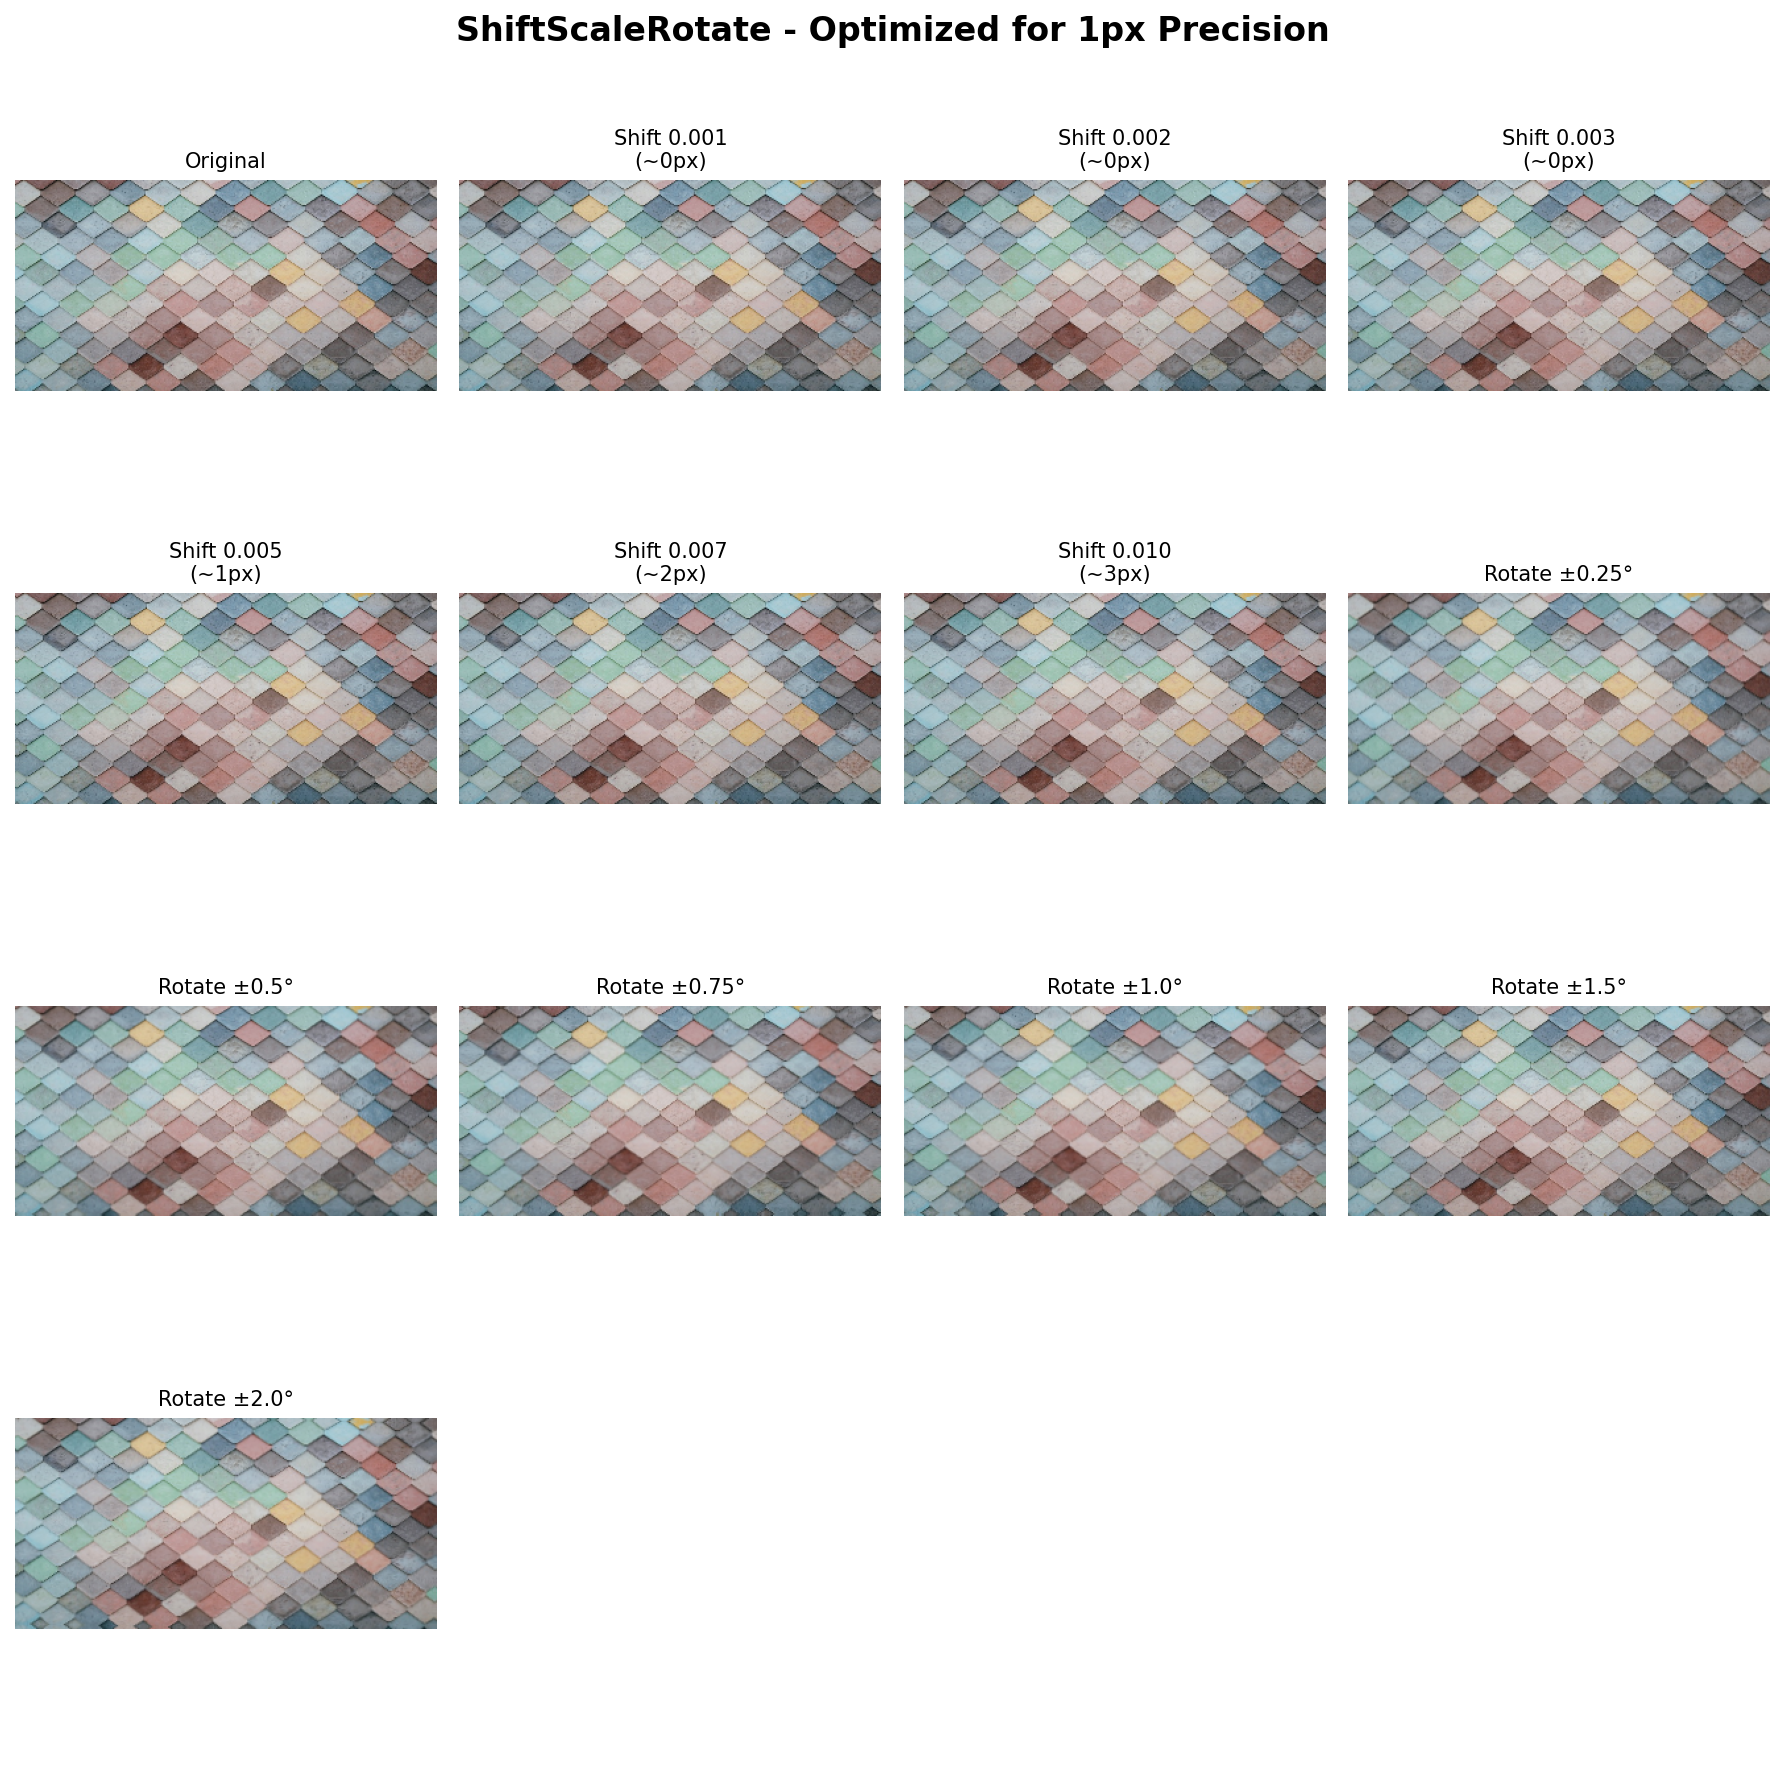 ShiftScaleRotate - Optimized for 1px Precision
Original
Shift 0.001
(~0px)
Shift 0.002
(~0px)
Shift 0.003
(~0px)
Shift 0.005
(~1px)
Shift 0.007
(~2px)
Shift 0.010
(~3px)
Rotate ±0.25°
Rotate ±0.5°
Rotate ±0.75°
Rotate ±1.0°
Rotate ±1.5°
Rotate ±2.0°